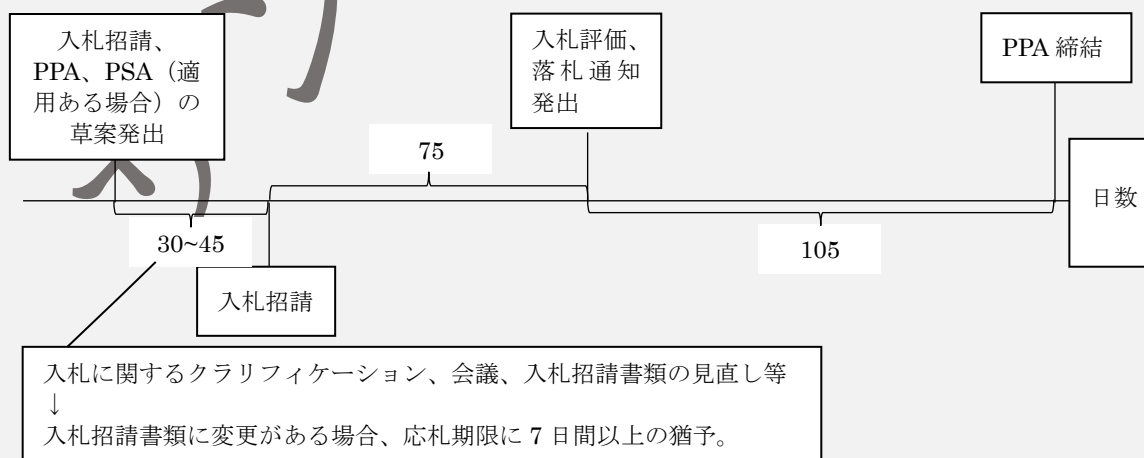 入札招請、
PPA、PSA（適
用ある場合）の
草案発出
入札評価、
落札通知
発出
PPA 締結
75
日数
30~45
105
入札招請
入札に関するクラリフィケーション、会議、入札招請書類の見直し等
↓
入札招請書類に変更がある場合、応札期限に 7 日間以上の猶予。